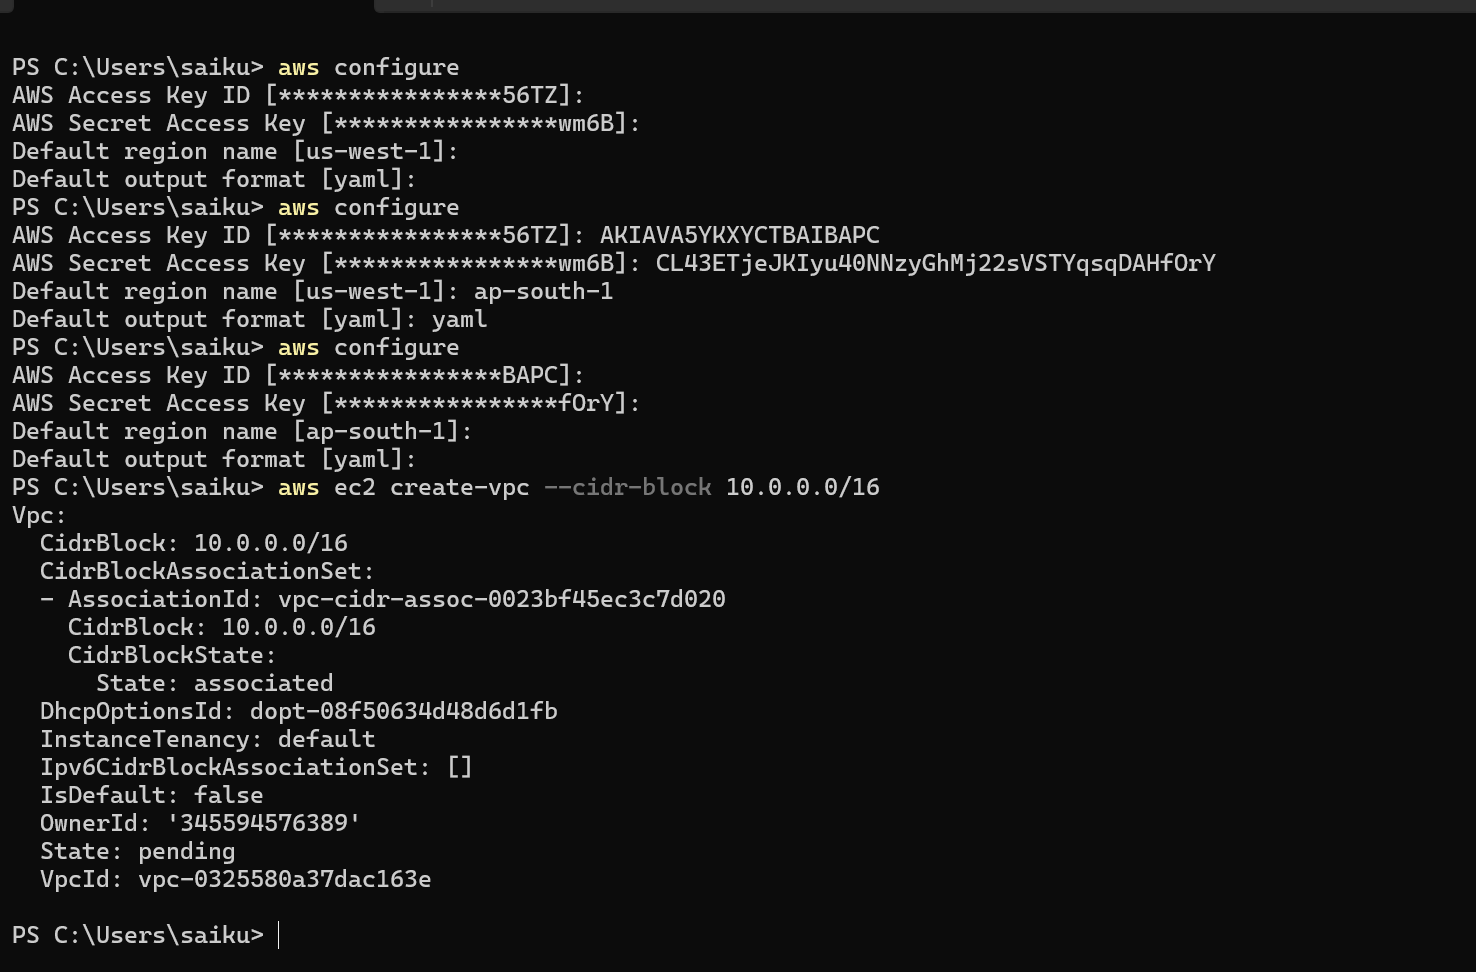 PS C:\Users\saiku> aws configure
AWS Access Key ID [****************56TZ]:
AWS Secret Access Key [****************wm6B]:
Default region name [us-west-1]:
Default output format [yaml]:
PS C:\Users\saiku> aws configure
AWS Access Key ID [****************56TZ]: AKIAVA5YKXYCTBAIBAPC
AWS Secret Access Key [****************wm6B]: 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
Default region name [us-west-1]: ap-south-1
Default output format [yaml]: yaml
PS C:\Users\saiku> aws configure
AWS Access Key ID [****************BAPC]:
AWS Secret Access Key [****************fOrY]:
Default region name [ap-south-1]:
Default output format [yaml]:
PS C:\Users\saiku> aws ec2 create-vpc --cidr-block 10.0.0.0/16
Vpc:
  CidrBlock: 10.0.0.0/16
  CidrBlockAssociationSet:
  - AssociationId: vpc-cidr-assoc-0023bf45ec3c7d020
    CidrBlock: 10.0.0.0/16
    CidrBlockState:
      State: associated
  DhcpOptionsId: dopt-08f50634d48d6d1fb
  InstanceTenancy: default
  Ipv6CidrBlockAssociationSet: []
  IsDefault: false
  OwnerId: '345594576389'
  State: pending
  VpcId: vpc-0325580a37dac163e
PS C:\Users\saiku>